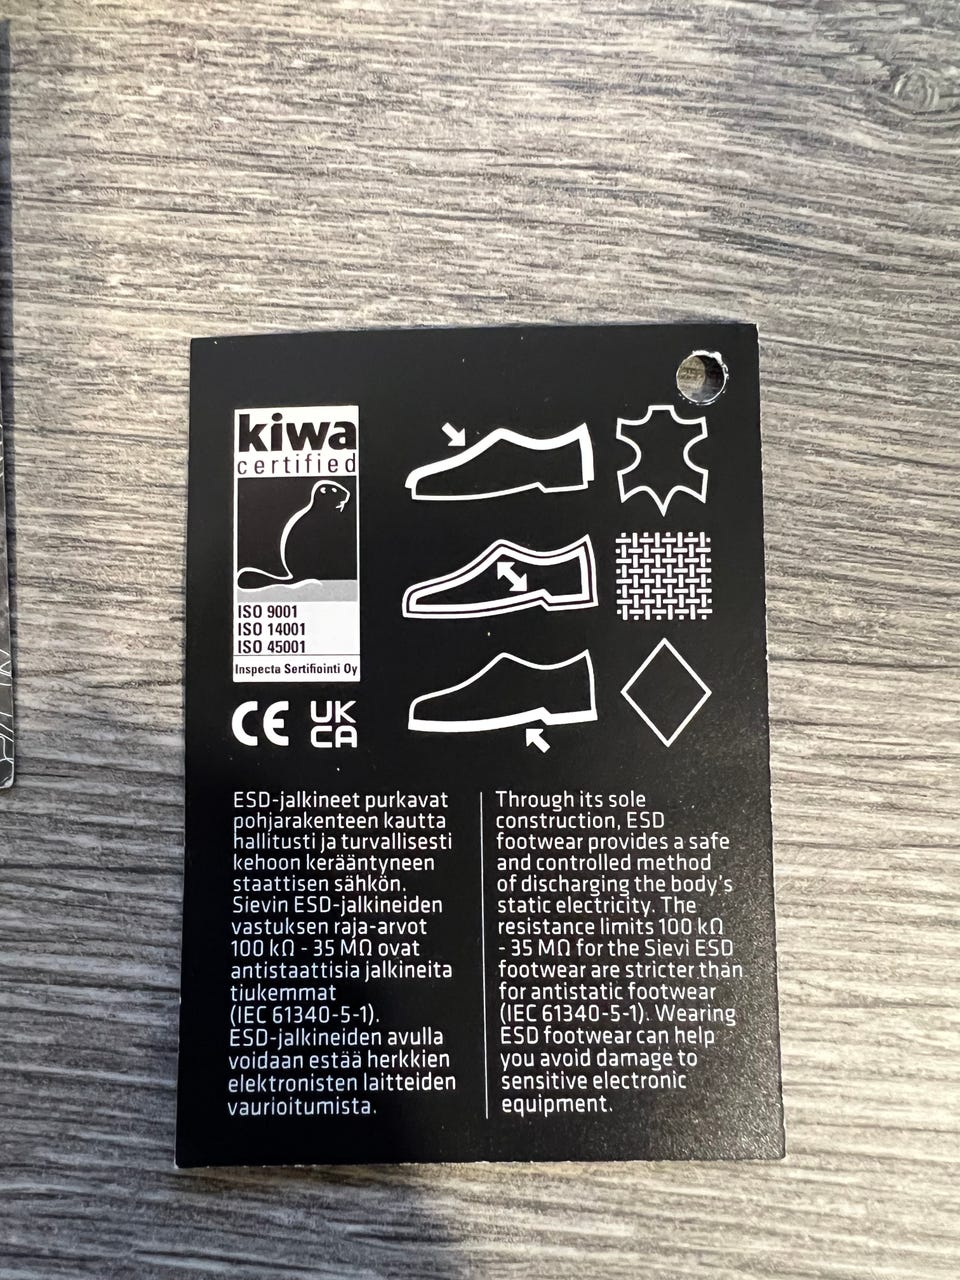 kiwa
certified
ISO 9001
ISO 14001
ISO 45001
Inspecta Sertifiointi Oy
CE
UK
CA
ESD-jalkineet purkavat
pohjarakenteen kautta
hallitusti ja turvallisesti
kehoon kerääntyneen
staattisen sähkön.
Sievin ESD-jalkineiden
vastuksen raja-arvot
100 kΩ - 35 MΩ ovat
antistaattisia jalkineita
tiukemmat
(IEC 61340-5-1).
ESD-jalkineiden avulla
voidaan estää herkkien
elektronisten laitteiden
vaurioitumista.
Through its sole
construction, ESD
footwear provides a safe
and controlled method
of discharging the body's
static electricity. The
resistance limits 100 kΩ
- 35 MΩ for the Sievi ESD
footwear are stricter than
for antistatic footwear
(IEC 61340-5-1). Wearing
ESD footwear can help
you avoid damage to
sensitive electronic
equipment.